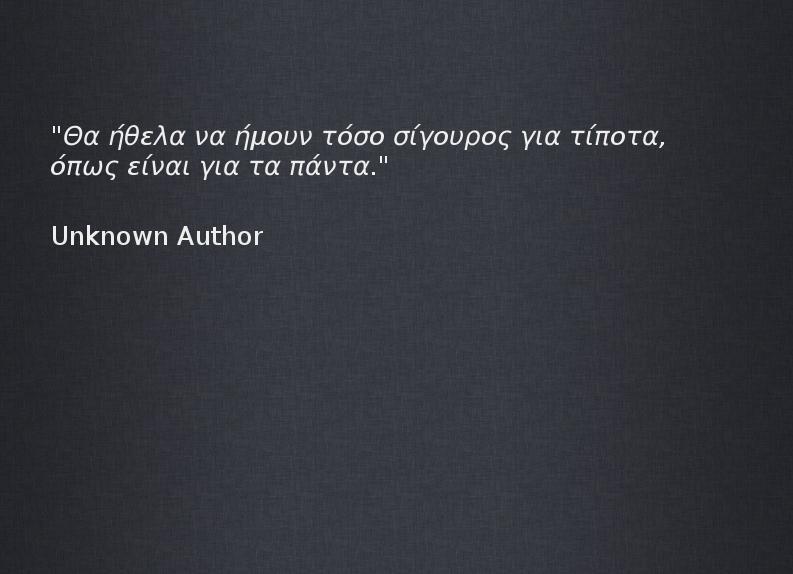 "Θα ήθελα να ήμουν τόσο σίγουρος για τίποτα,
όπως είναι για τα πάντα."
Unknown Author